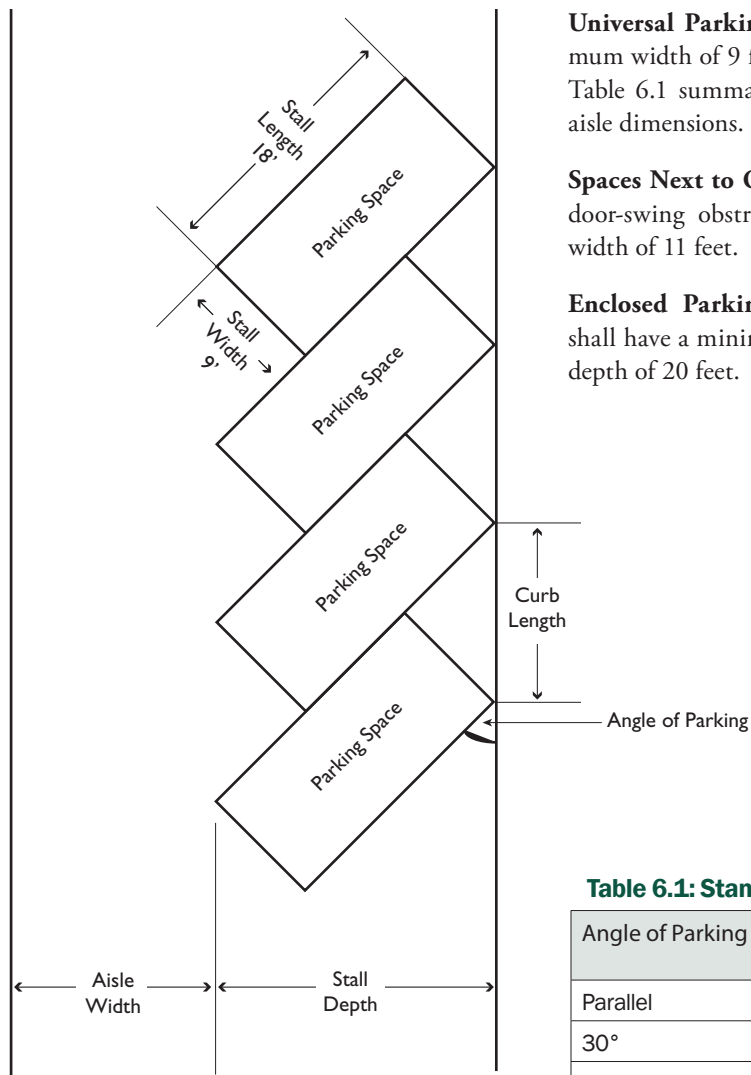 Stall
Length
18’
Parking Space
Stall
Width
9’
Parking Space
Parking Space
Curb
Length
Angle of Parking
Parking Space
Aisle
Width
Stall
Depth
Universal Parkin
mum width of 9 f
Table 6.1 summa
aisle dimensions.
Spaces Next to
door-swing obstr
width of 11 feet.
Enclosed Parkin
shall have a minin
depth of 20 feet.
Table 6.1: Stan
Angle of Parking
Parallel
30°